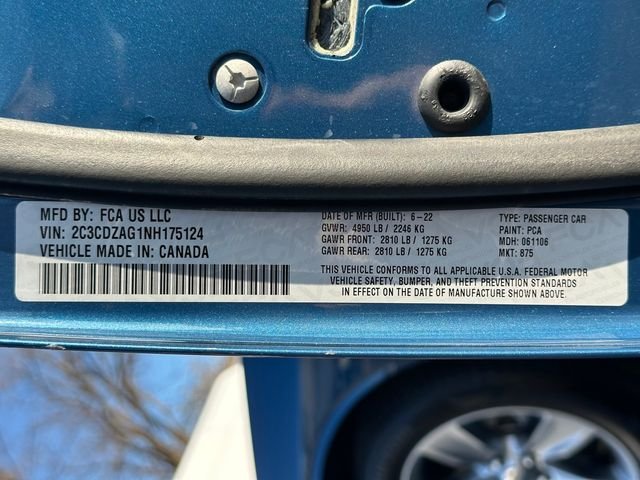 MFD BY: FCA US LLC
VIN: 2C3CDZAG1NH175124
VEHICLE MADE IN: CANADA
DATE OF MFR (BUILT): 6-22
GVWR: 4950 LB / 2246 KG
GAWR FRONT: 2810 LB / 1275 KG
GAWR REAR: 2810 LB / 1275 KG
TYPE: PASSENGER CAR
PAINT: PCA
MDH: 061106
MKT: 875
THIS VEHICLE CONFORMS TO ALL APPLICABLE U.S.A. FEDERAL MOTOR
VEHICLE SAFETY, BUMPER, AND THEFT PREVENTION STANDARDS
IN EFFECT ON THE DATE OF MANUFACTURE SHOWN ABOVE.